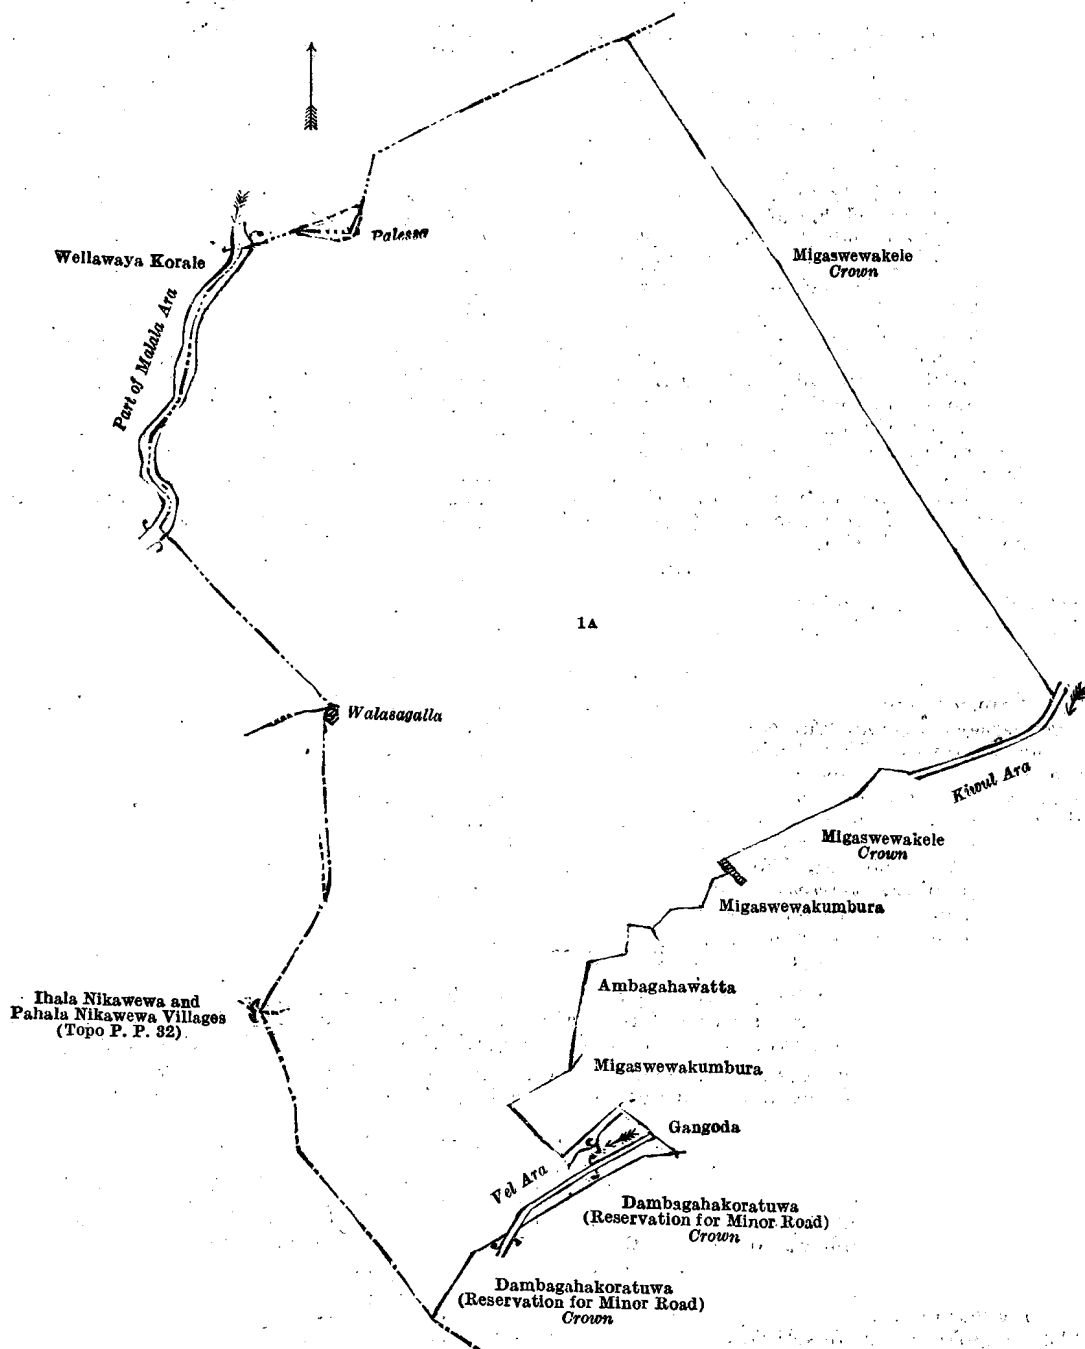 Palessa
Wellawaya Korale
Migaswewakele
Crown
Part of Malala Ara
1A
Walasagalla
Kiwul Ara
Migaswewakele
Crown
Migaswewakumbura
Ambagahawatta
Ihala Nikawewa and
Pahala Nikawewa Villages
(Topo P. P. 32)
Migaswewakumbura
Gangoda
Vel Ara
Dambagahakoratuwa
(Reservation for Minor Road)
Crown
Dambagahakoratuwa
(Reservation for Minor Road)
Crown